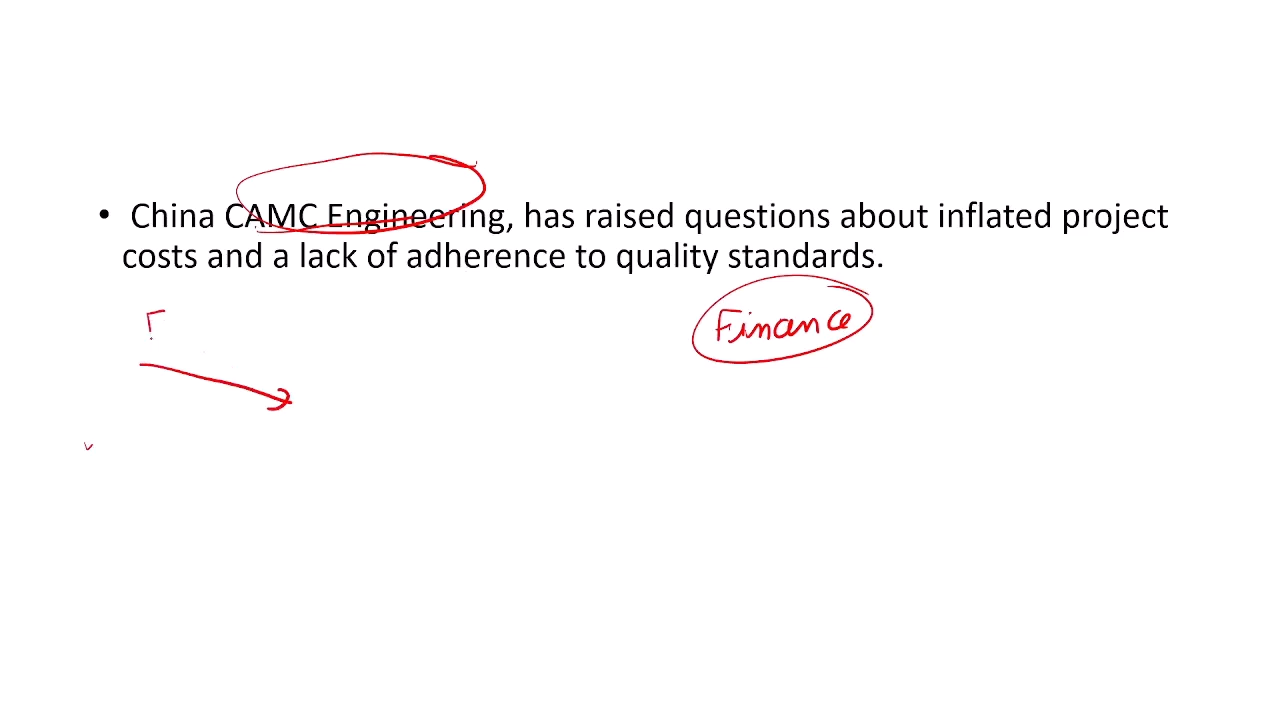 • China CAMC Engineering, has raised questions about inflated project
costs and a lack of adherence to quality standards.
Finance